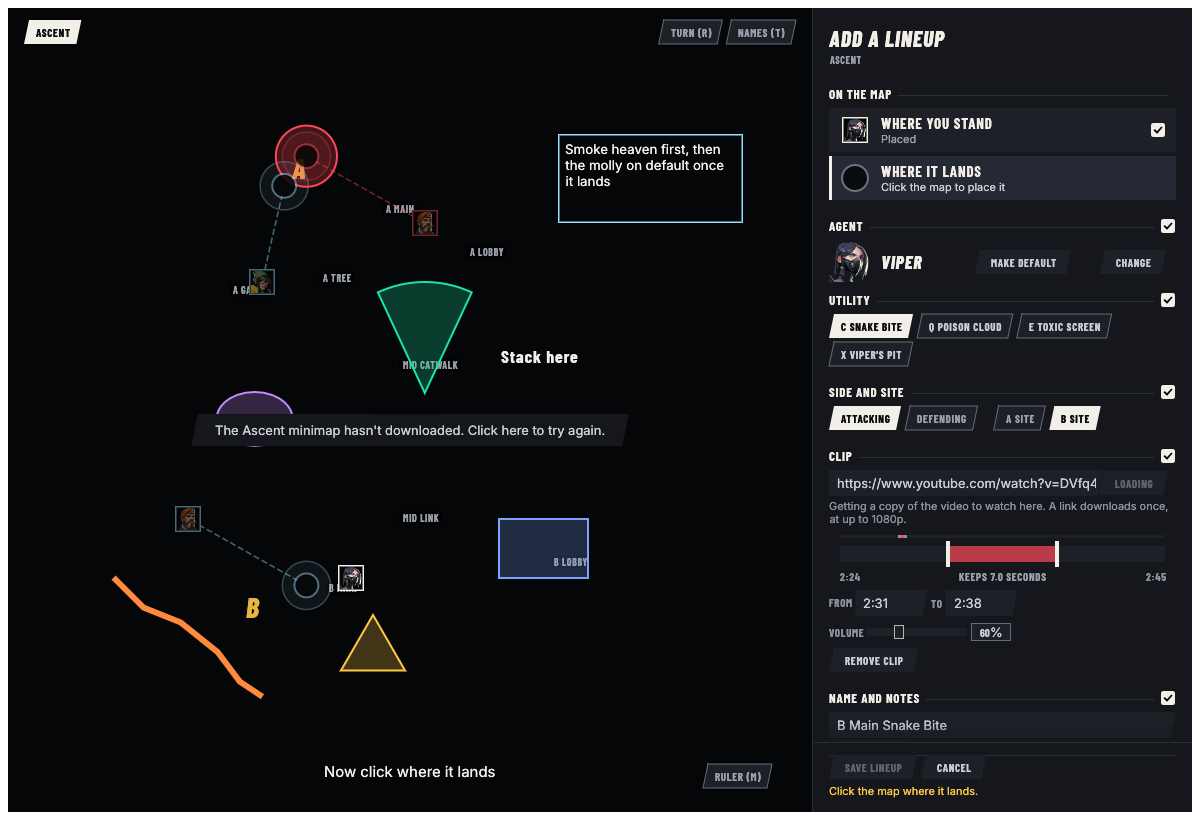 ASCENT
TURN (R)
NAMES (T)
A
A MAIN
A LOBBY
A TREE
Smoke heaven first, then
the molly on default once
it lands
MID CATWALK
Stack here
The Ascent minimap hasn't downloaded. Click here to try again.
MID LINK
B LOBBY
B
Now click where it lands
RULER (M)
ADD A LINEUP
ASCENT
ON THE MAP
WHERE YOU STAND
Placed
WHERE IT LANDS
Click the map to place it
AGENT
VIPER
MAKE DEFAULT
CHANGE
UTILITY
C SNAKE BITE
Q POISON CLOUD
E TOXIC SCREEN
X VIPER'S PIT
SIDE AND SITE
ATTACKING
DEFENDING
A SITE
B SITE
CLIP
https://www.youtube.com/watch?v=DVfq4
LOADING
Getting a copy of the video to watch here. A link downloads once,
at up to 1080p.
2:24
KEEPS 7.0 SECONDS
2:45
FROM
2:31
TO
2:38
VOLUME
60%
REMOVE CLIP
NAME AND NOTES
B Main Snake Bite
SAVE LINEUP
CANCEL
Click the map where it lands.